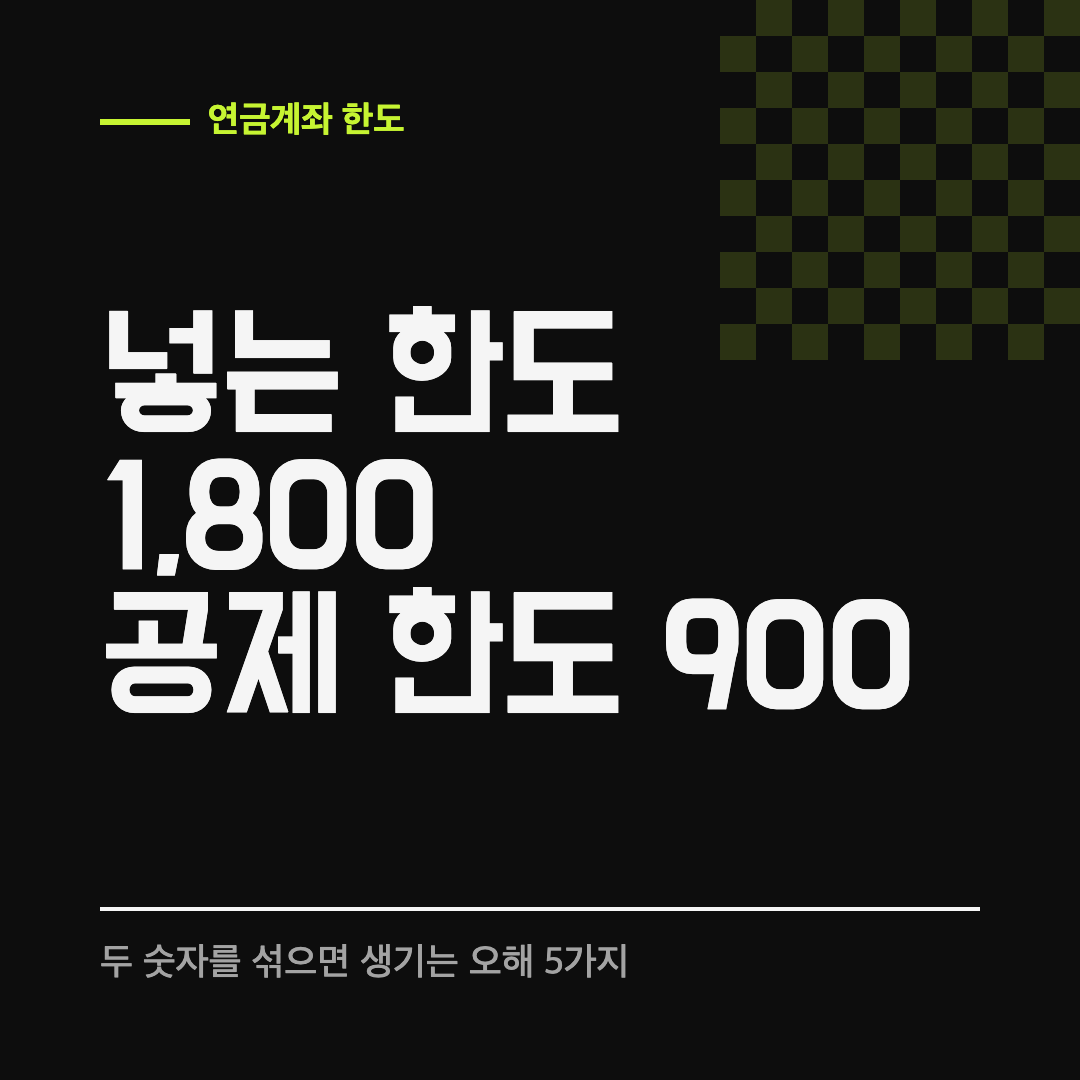 연금계좌 한도
넣는 한도
1,800
공제 한도 900
두 숫자를 섞으면 생기는 오해 5가지